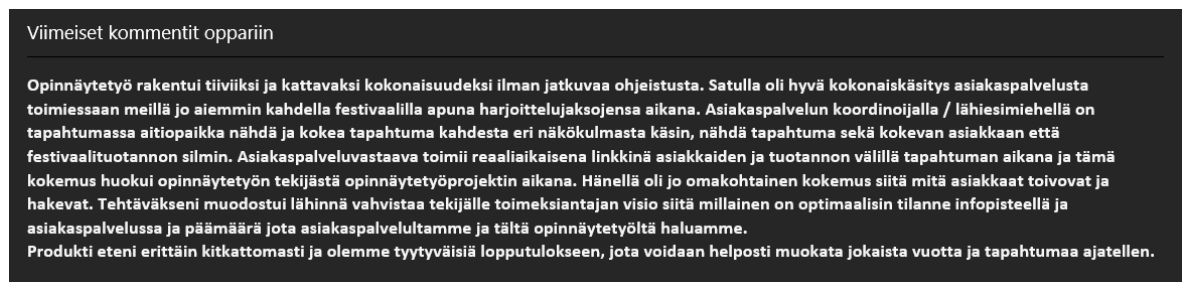 Viimeiset kommentit oppariin
Opinnäytetyö rakentui tiiviiksi ja kattavaksi kokonaisuudeksi ilman jatkuvaa ohjeistusta. Satulla oli hyvä kokonaiskäsitys asiakaspalvelusta
toimiessaan meillä jo aiemmin kahdella festivaalilla apuna harjoittelujaksojensa aikana. Asiakaspalvelun koordinoijalla / lähiesimiehellä on
tapahtumassa aitiopaikka nähdä ja kokea tapahtuma kahdesta eri näkökulmasta käsin, nähdä tapahtuma sekä kokevan asiakkaan että
festivaalituotannon silmin. Asiakaspalveluvastaava toimii reaaliaikaisena linkkinä asiakkaiden ja tuotannon välillä tapahtuman aikana ja tämä
kokemus huokui opinnäytetyön tekijästä opinnäytetyöprojektin aikana. Hänellä oli jo omakohtainen kokemus siitä mitä asiakkaat toivovat ja
hakevat. Tehtäväkseni muodostui lähinnä vahvistaa tekijälle toimeksiantajan visio siitä millainen on optimaalisin tilanne infopisteellä ja
asiakaspalvelussa ja päämäärä jota asiakaspalvelultamme ja tältä opinnäytetyöltä haluamme.
Produkti eteni erittäin kitkattomasti ja olemme tyytyväisiä lopputulokseen, jota voidaan helposti muokata jokaista vuotta ja tapahtumaa ajatellen.